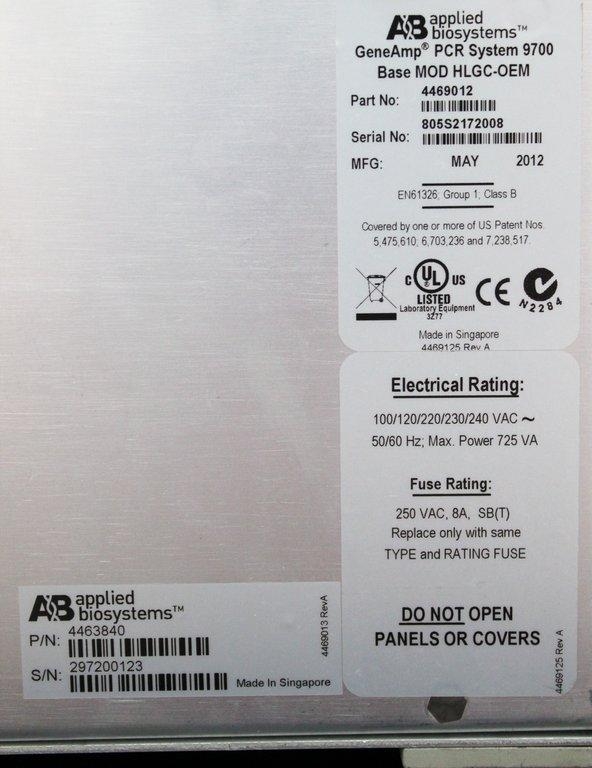 AB applied biosystems™
GeneAmp® PCR System 9700
Base MOD HLGC-OEM
Part No: 4469012
Serial No: 805S2172008
MFG: MAY 2012
EN61326; Group 1; Class B
Covered by one or more of US Patent Nos.
5,475,610; 6,703,236 and 7,238,517.
C UL US
LISTED
Laboratory Equipment
3Z77
CE
N2284
Made in Singapore
4469125 Rev A
Electrical Rating:
100/120/220/230/240 VAC ~
50/60 Hz; Max. Power 725 VA
Fuse Rating:
250 VAC, 8A, SB(T)
Replace only with same
TYPE and RATING FUSE
DO NOT OPEN
PANELS OR COVERS
4469125 Rev A
AB applied biosystems™
P/N: 4463840
S/N: 297200123
Made In Singapore
4469013 RevA